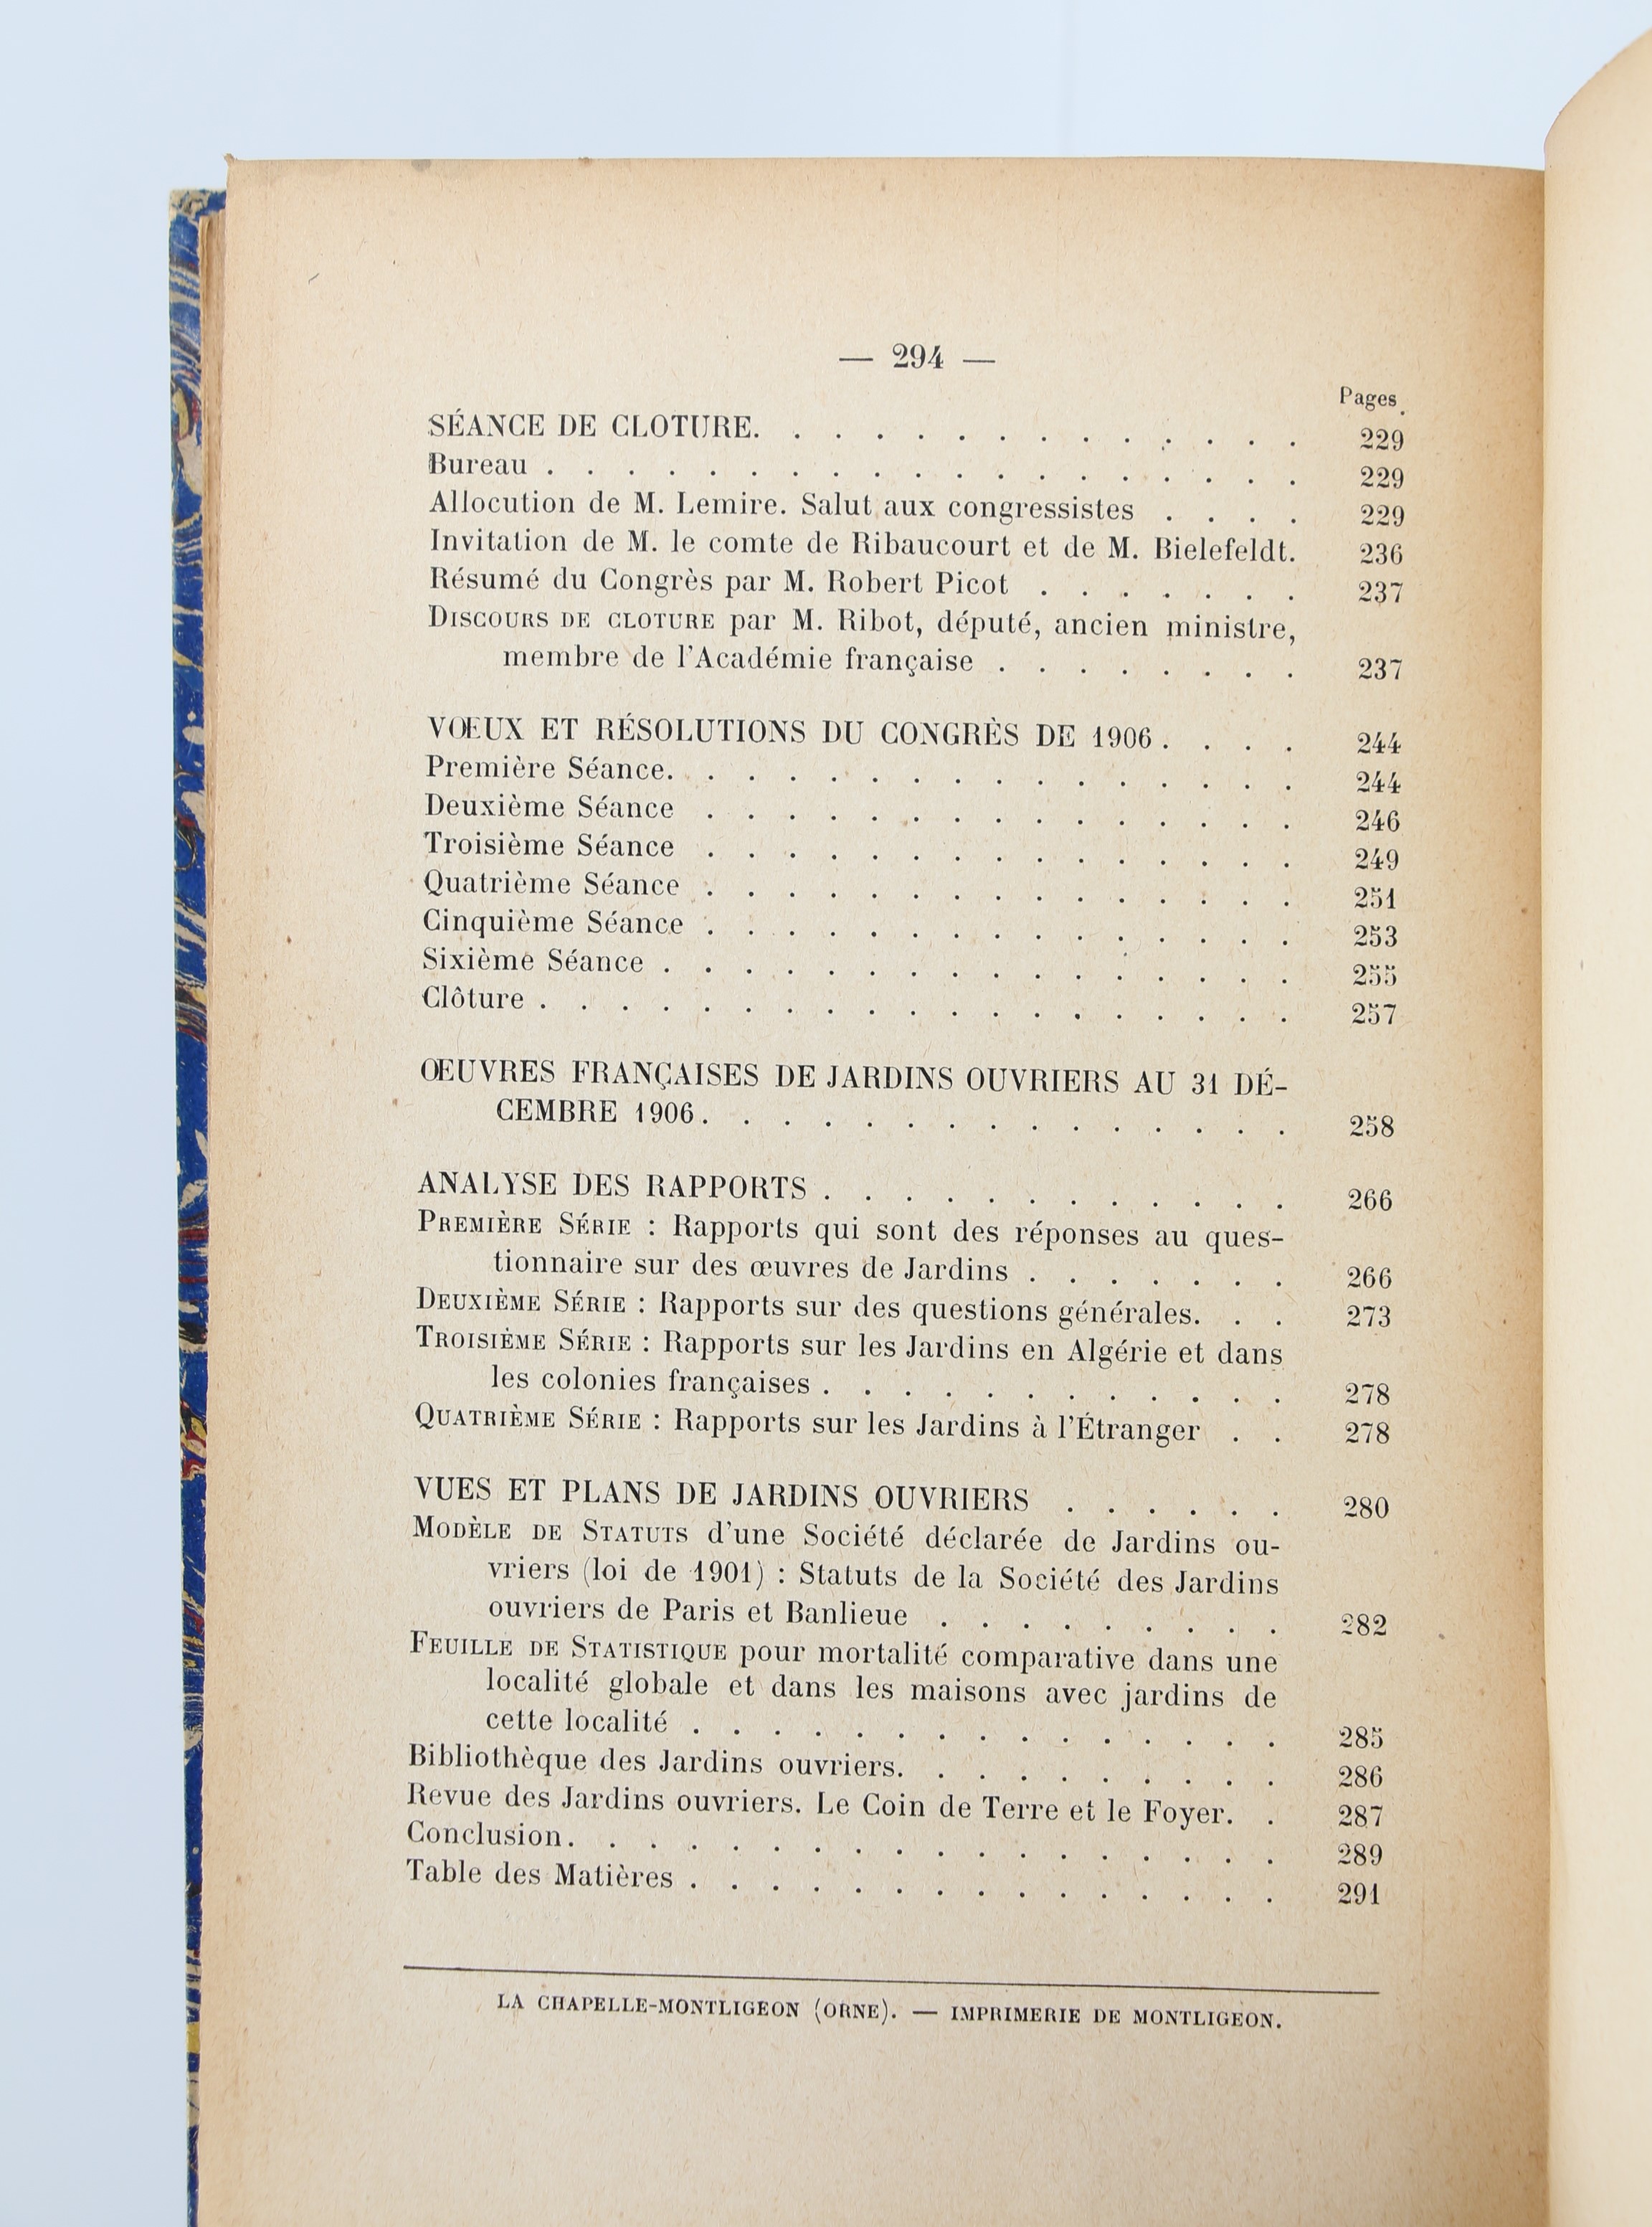 — 294 —
Pages.
SÉANCE DE CLOTURE. . . . . . . . . . . . . . 229
Bureau . . . . . . . . . . . . . . . . . . . 229
Allocution de M. Lemire. Salut aux congressistes . . . . 229
Invitation de M. le comte de Ribaucourt et de M. Bielefeldt. 236
Résumé du Congrès par M. Robert Picot . . . . . . . 237
DISCOURS DE CLOTURE par M. Ribot, député, ancien ministre,
membre de l'Académie française . . . . . . . . 237
VŒUX ET RÉSOLUTIONS DU CONGRÈS DE 1906. . . . 244
Première Séance. . . . . . . . . . . . . . . . 244
Deuxième Séance . . . . . . . . . . . . . . . 246
Troisième Séance . . . . . . . . . . . . . . . 249
Quatrième Séance . . . . . . . . . . . . . . . 251
Cinquième Séance . . . . . . . . . . . . . . . 253
Sixième Séance . . . . . . . . . . . . . . . . 255
Clôture . . . . . . . . . . . . . . . . . . . 257
ŒUVRES FRANÇAISES DE JARDINS OUVRIERS AU 31 DÉ-
CEMBRE 1906. . . . . . . . . . . . . . . 258
ANALYSE DES RAPPORTS . . . . . . . . . . . . 266
PREMIÈRE SÉRIE : Rapports qui sont des réponses au ques-
tionnaire sur des œuvres de Jardins . . . . . . . 266
DEUXIÈME SÉRIE : Rapports sur des questions générales. . . 273
TROISIÈME SÉRIE : Rapports sur les Jardins en Algérie et dans
les colonies françaises . . . . . . . . . . . . 278
QUATRIÈME SÉRIE : Rapports sur les Jardins à l'Étranger . . 278
VUES ET PLANS DE JARDINS OUVRIERS . . . . . . 280
MODÈLE DE STATUTS d'une Société déclarée de Jardins ou-
vriers (loi de 1901) : Statuts de la Société des Jardins
ouvriers de Paris et Banlieue . . . . . . . . . 282
FEUILLE DE STATISTIQUE pour mortalité comparative dans une
localité globale et dans les maisons avec jardins de
cette localité . . . . . . . . . . . . . . . 285
Bibliothèque des Jardins ouvriers. . . . . . . . . . 286
Revue des Jardins ouvriers. Le Coin de Terre et le Foyer. . 287
Conclusion. . . . . . . . . . . . . . . . . . 289
Table des Matières . . . . . . . . . . . . . . . 291
LA CHAPELLE-MONTLIGEON (ORNE). — IMPRIMERIE DE MONTLIGEON.